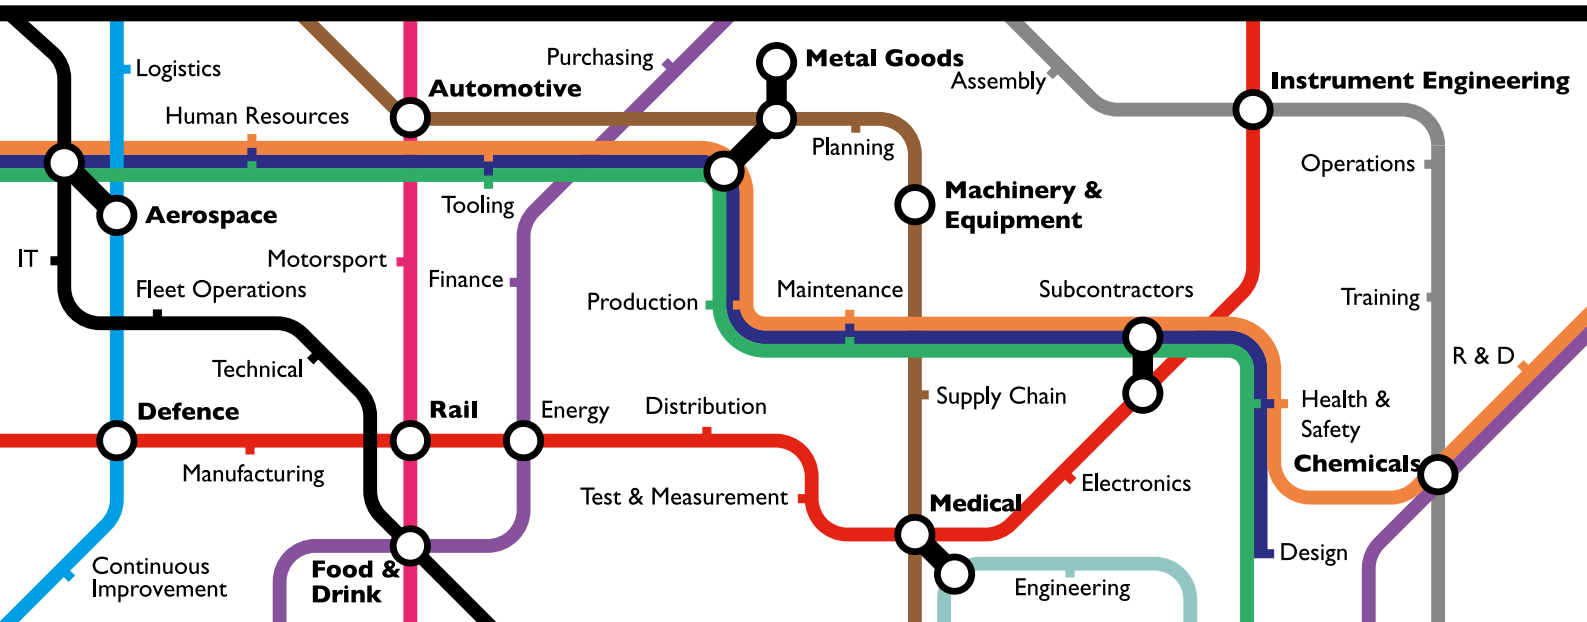 Purchasing
Metal Goods
Logistics
Assembly
Instrument Engineering
Automotive
Human Resources
Planning
Operations
Tooling
Machinery &
Equipment
Aerospace
IT
Motorsport
Finance
Fleet Operations
Production
Maintenance
Subcontractors
Training
Technical
R & D
Supply Chain
Health &
Safety
Defence
Rail
Energy
Distribution
Manufacturing
Chemicals
Test & Measurement
Electronics
Medical
Design
Continuous
Improvement
Food &
Drink
Engineering